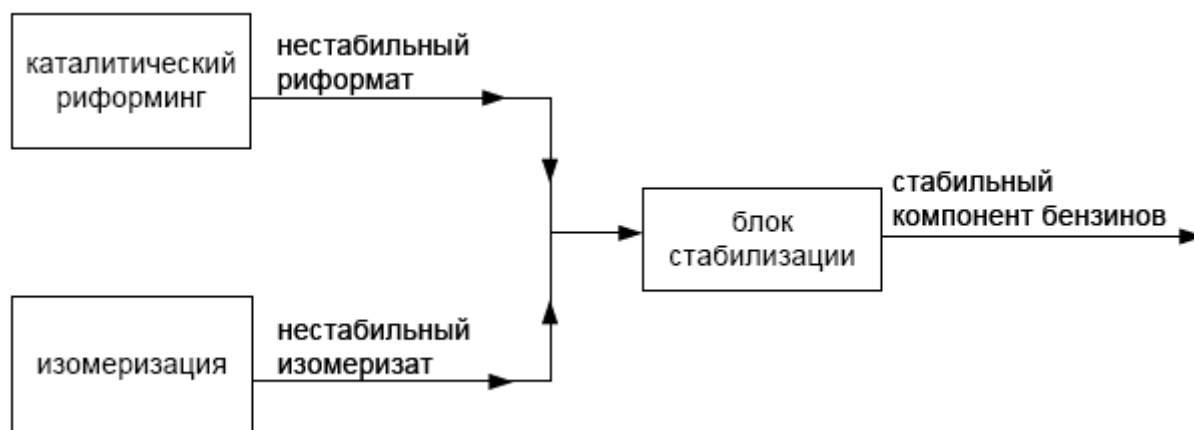 каталитический
риформинг
нестабильный
риформат
изомеризация
нестабильный
изомеризат
блок
стабилизации
стабильный
компонент бензинов